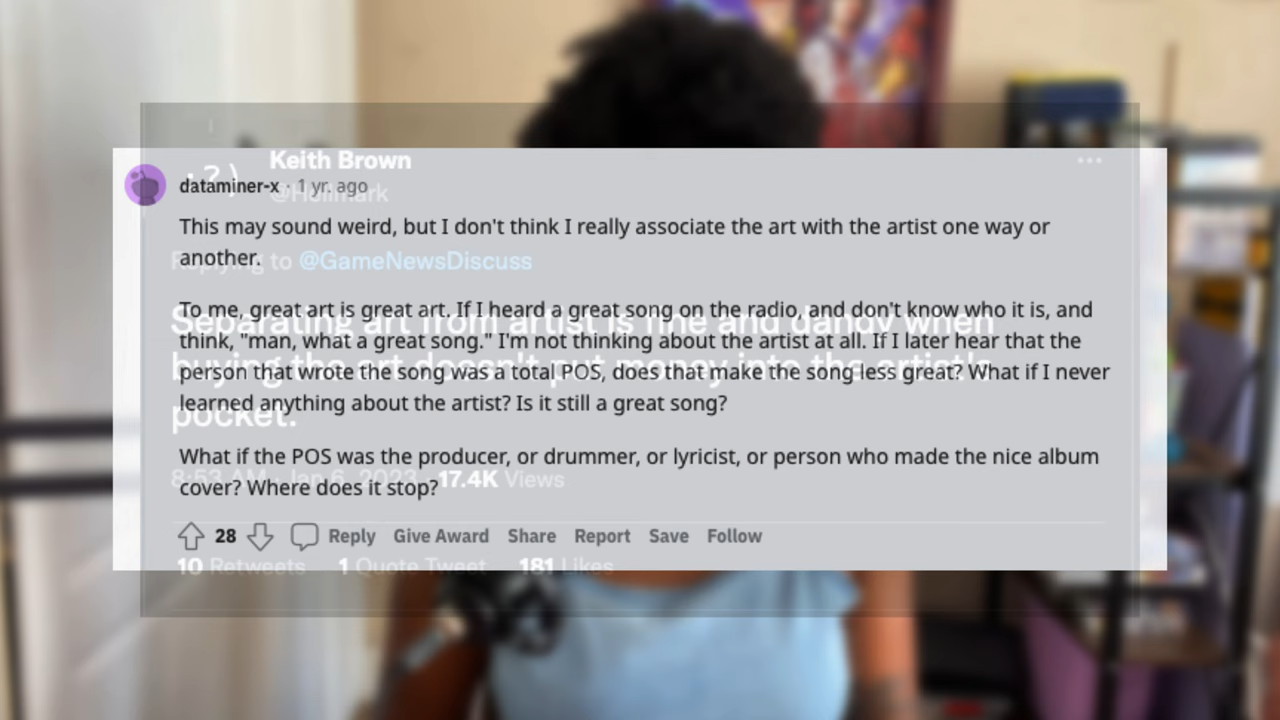 Keith Brown
dataminer-x · 1 yr. ago
@Hellmark
This may sound weird, but I don't think I really associate the art with the artist one way or
another.
Replying to @GameNewsDiscuss
To me, great art is great art. If I heard a great song on the radio, and don't know who it is, and
think, "man, what a great song." I'm not thinking about the artist at all. If I later hear that the
person that wrote the song was a total POS, does that make the song less great? What if I never
learned anything about the artist? Is it still a great song?
Separating art from artist is fine and dandy when
buying the art doesn't put money into the artist's
pocket.
What if the POS was the producer, or drummer, or lyricist, or person who made the nice album
cover? Where does it stop?
8:53 AM · Jan 6, 2023 · 17.4K Views
28 Reply Give Award Share Report Save Follow
10 Retweets 1 Quote Tweet 181 Likes